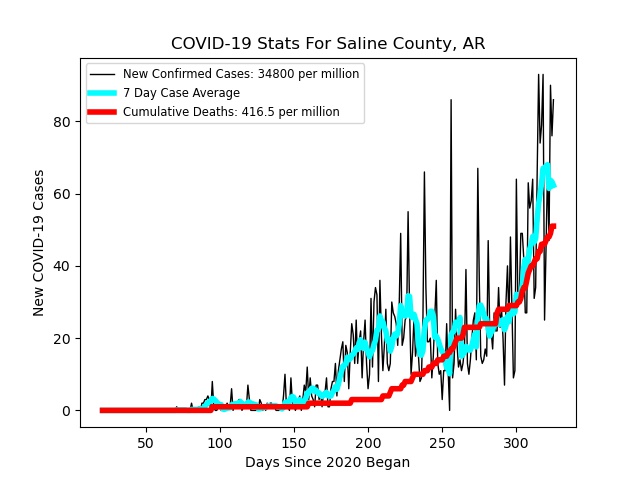 COVID-19 Stats For Saline County, AR
New Confirmed Cases: 34800 per million
7 Day Case Average
Cumulative Deaths: 416.5 per million
New COVID-19 Cases
80
60
40
20
0
50 100 150 200 250 300
Days Since 2020 Began